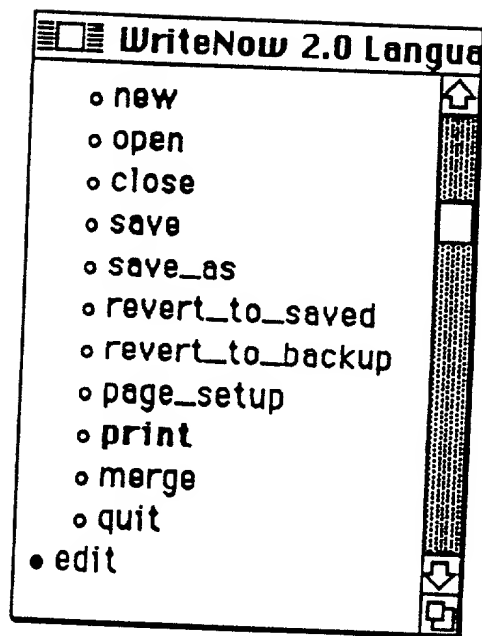 WriteNow 2.0 Langua
new
open
close
save
save_as
revert_to_saved
revert_to_backup
page_setup
print
merge
quit
edit